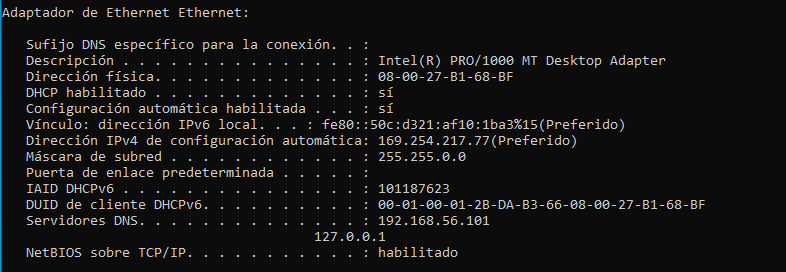 Adaptador de Ethernet Ethernet:
Sufijo DNS específico para la conexión. . :
Descripción . . . . . . . . . . . . . . . : Intel(R) PRO/1000 MT Desktop Adapter
Dirección física. . . . . . . . . . . . . : 08-00-27-B1-68-BF
DHCP habilitado . . . . . . . . . . . . . : sí
Configuración automática habilitada . . . : sí
Vínculo: dirección IPv6 local. . . : fe80::50c:d321:af10:1ba3%15(Preferido)
Dirección IPv4 de configuración automática: 169.254.217.77(Preferido)
Máscara de subred . . . . . . . . . . . . : 255.255.0.0
Puerta de enlace predeterminada . . . . . :
IAID DHCPv6 . . . . . . . . . . . . . . . : 101187623
DUID de cliente DHCPv6. . . . . . . . . . : 00-01-00-01-2B-DA-B3-66-08-00-27-B1-68-BF
Servidores DNS. . . . . . . . . . . . . . : 192.168.56.101
127.0.0.1
NetBIOS sobre TCP/IP. . . . . . . . . . . : habilitado